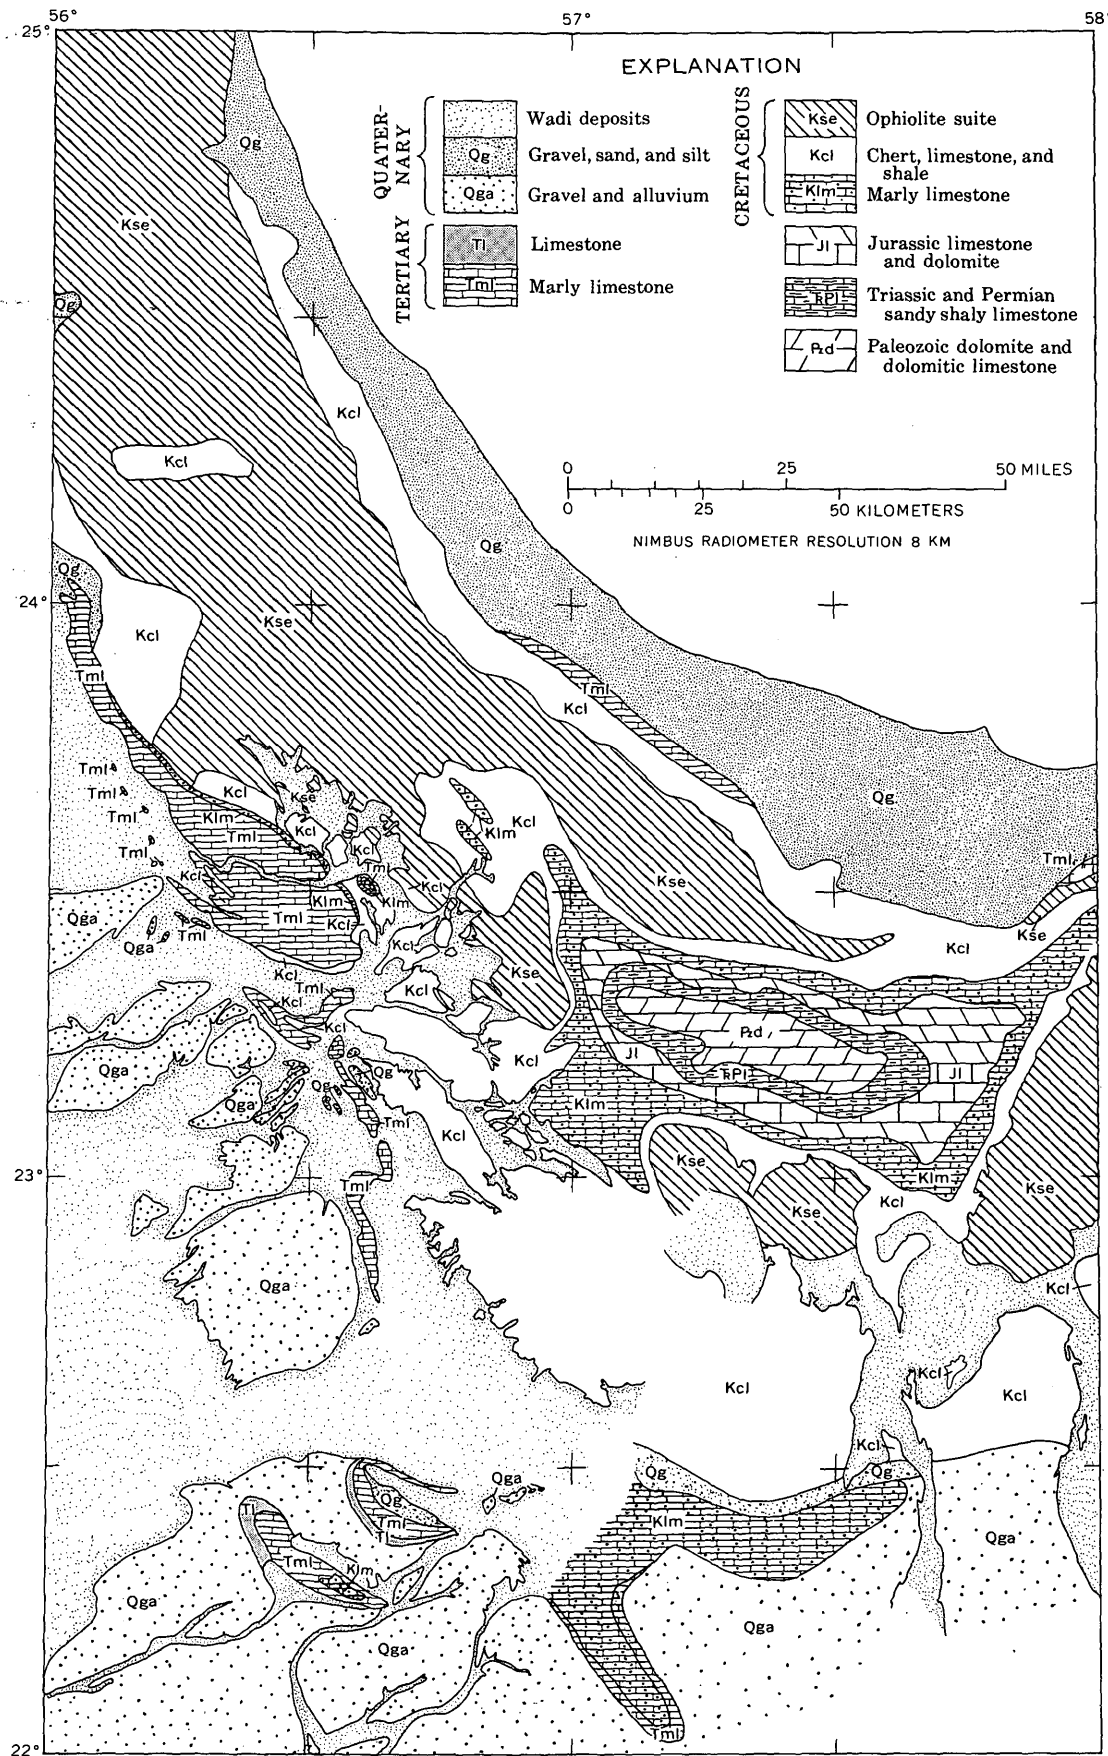 56°
57°
58°
25°
EXPLANATION
QUATER-
NARY
Wadi deposits
Qg
Gravel, sand, and silt
Qga
Gravel and alluvium
TERTIARY
Tl
Limestone
Tml
Marly limestone
CRETACEOUS
Kse
Ophiolite suite
Kcl
Chert, limestone, and
shale
Klm
Marly limestone
Jl
Jurassic limestone
and dolomite
TRPl
Triassic and Permian
sandy shaly limestone
Pzd
Paleozoic dolomite and
dolomitic limestone
0 25 50 MILES
0 25 50 KILOMETERS
NIMBUS RADIOMETER RESOLUTION 8 KM
Qg
Kse
Qg
Kcl
Kcl
Qg
Qg
24°
Kse
Kcl
Tml
Tml
Kcl
Tml
Tml
Tml
Tml
Kcl
Kse
Klm
Tml
Kcl
Kcl
Klm
Kcl
Qg
Tml
Kcl
Tml
Kcl
Kse
Klm
Klm
Qga
Tml
Kcl
Qga
Tml
Kcl
Kse
Kcl
Kcl
Kse
Tml
Kcl
Kcl
Kcl
Pzd
Kcl
Jl
Qga
Qg
Qg
TRPl
Jl
Qga
Klm
Tml
Kcl
23°
Tml
Kse
Klm
Kse
Kse
Kcl
Qga
Kcl
Kcl
Kcl
Kcl
Kcl
Qg
Qga
Qg
Qg
Tl
Tml
Klm
Tl
Qga
Tml
Klm
Qga
Qga
Qga
Tml
22°